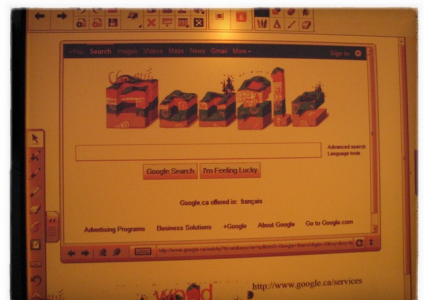 +You Search Images Videos Maps News Gmail More
Sign in
Google
Advanced search
Language tools
Google Search I'm Feeling Lucky
Google.ca offered in: français
Advertising Programs Business Solutions +Google About Google Go to Google.com
http://www.google.ca/services